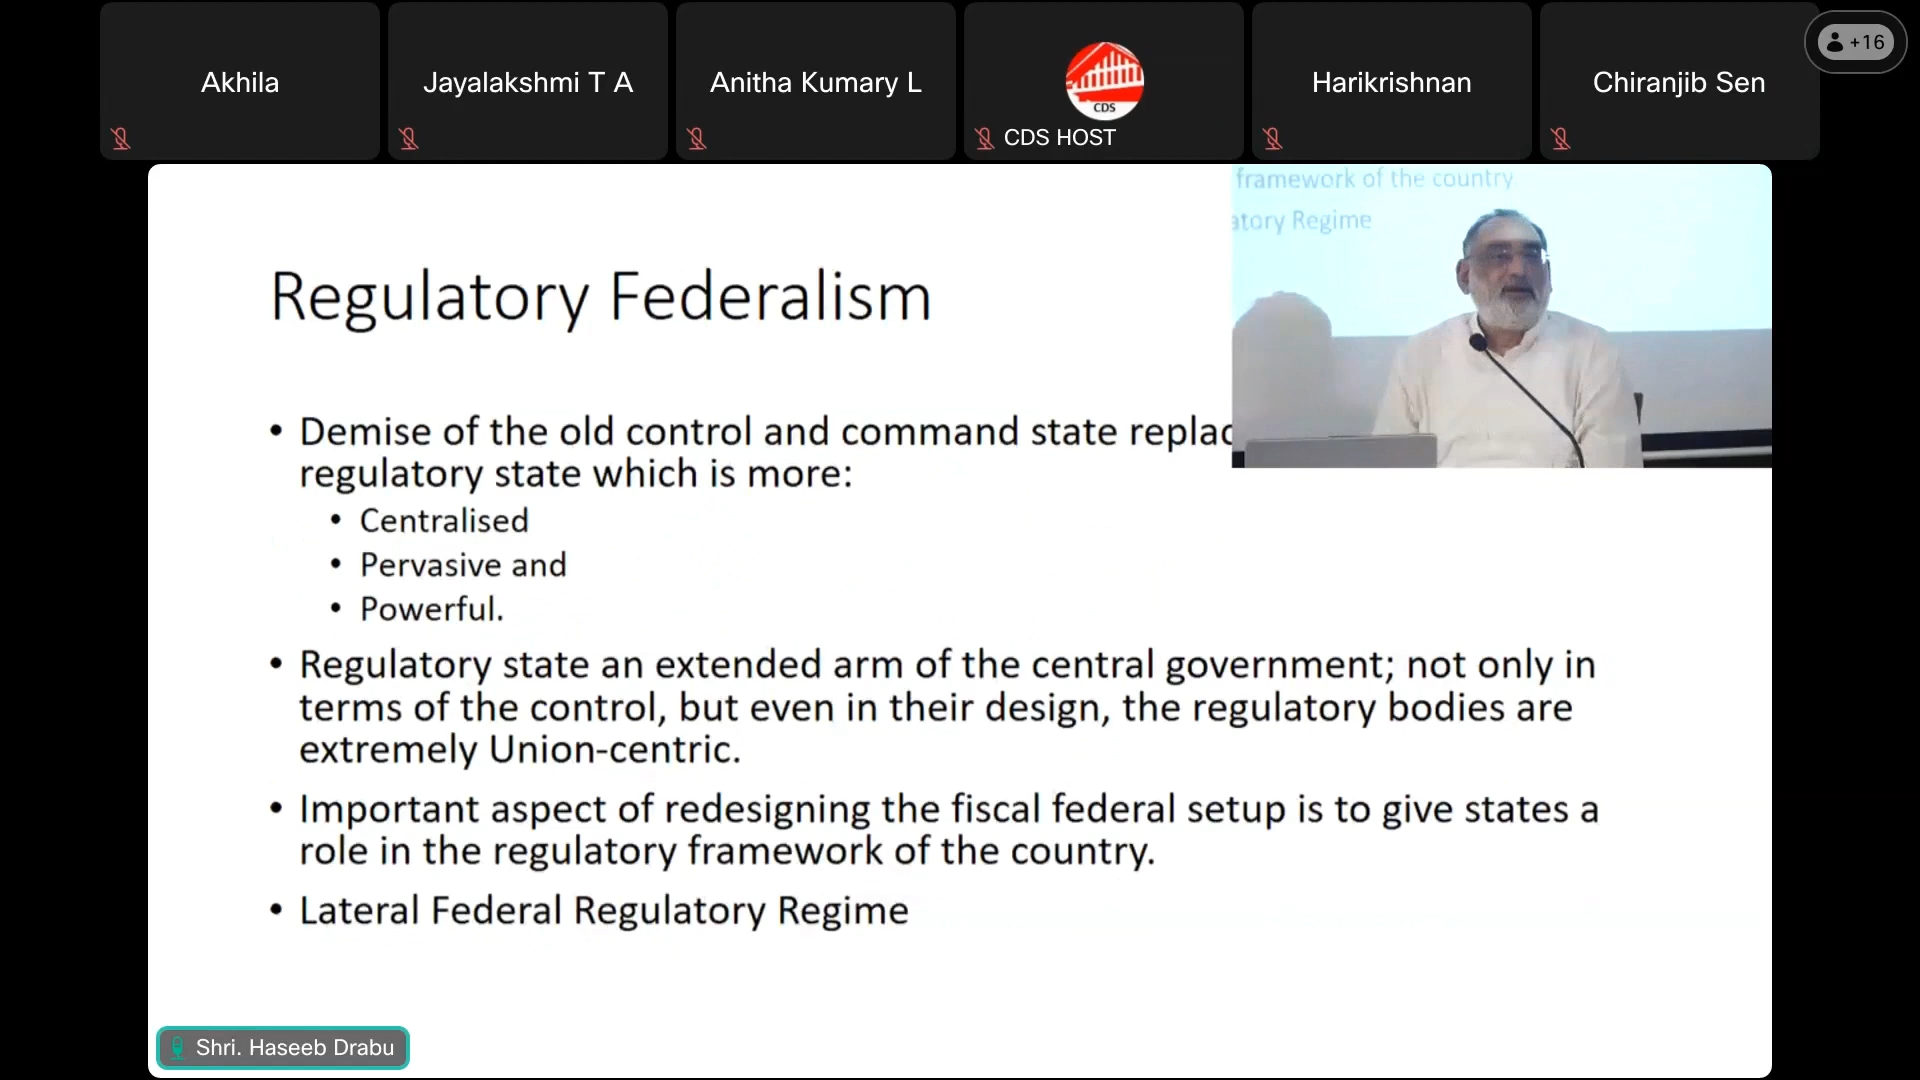 Akhila
Jayalakshmi T A
Anitha Kumary L
CDS
CDS HOST
Harikrishnan
Chiranjib Sen
+16
framework of the country
atory Regime
Regulatory Federalism
• Demise of the old control and command state replac
regulatory state which is more:
• Centralised
• Pervasive and
• Powerful.
• Regulatory state an extended arm of the central government; not only in
terms of the control, but even in their design, the regulatory bodies are
extremely Union-centric.
• Important aspect of redesigning the fiscal federal setup is to give states a
role in the regulatory framework of the country.
• Lateral Federal Regulatory Regime
Shri. Haseeb Drabu